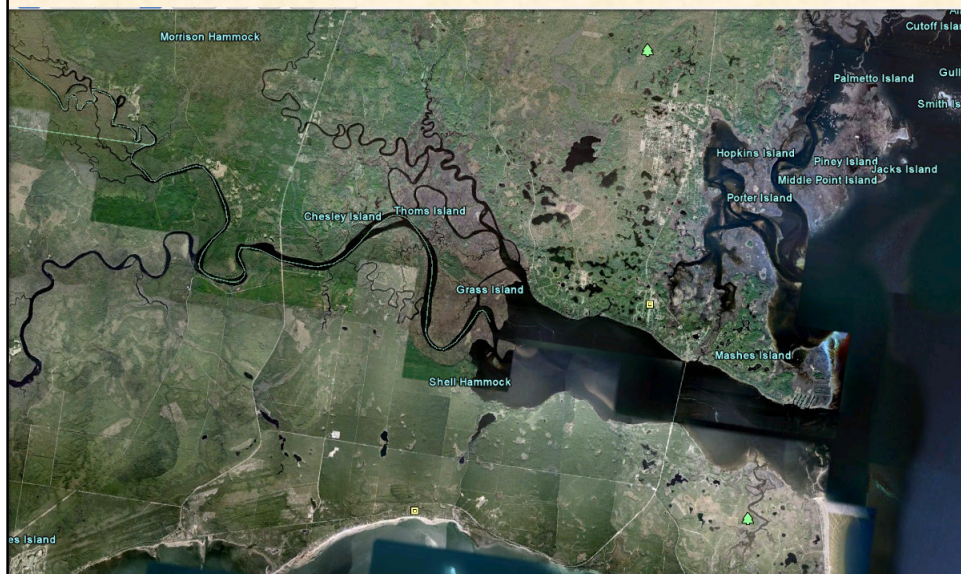 Morrison Hammock
Cutoff Islan
Palmetto Island
Gull
Smith Is
Hopkins Island
Piney Island
Jacks Island
Middle Point Island
Porter Island
Chesley Island
Thoms Island
Grass Island
Mashes Island
Shell Hammock
es Island